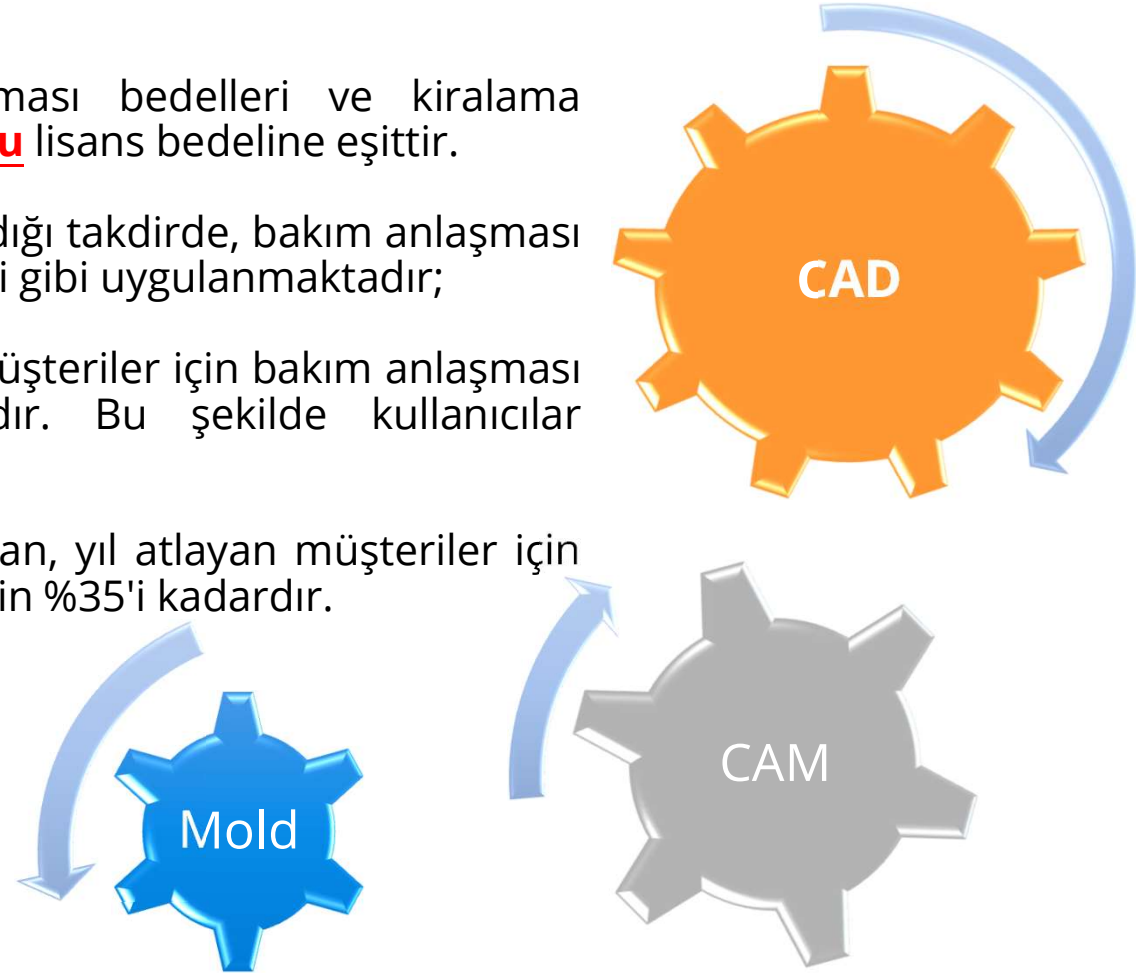 ması bedelleri ve kiralama
u lisans bedeline eşittir.
dığı takdirde, bakım anlaşması
i gibi uygulanmaktadır;
üşteriler için bakım anlaşması
dır. Bu şekilde kullanıcılar
an, yıl atlayan müşteriler için
in %35'i kadardır.
CAD
CAM
Mold